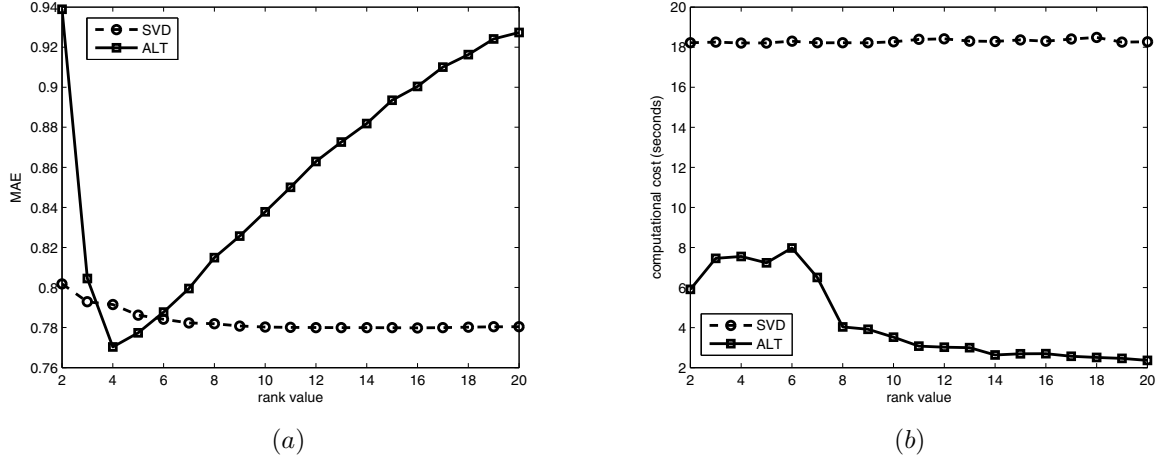 0.94
0.92
0.9
0.88
0.86
0.84
0.82
0.8
0.78
0.76
MAE
SVD
ALT
2 4 6 8 10 12 14 16 18 20
rank value
(a)
20
18
16
14
12
10
8
6
4
2
computational cost (seconds)
SVD
ALT
2 4 6 8 10 12 14 16 18 20
rank value
(b)